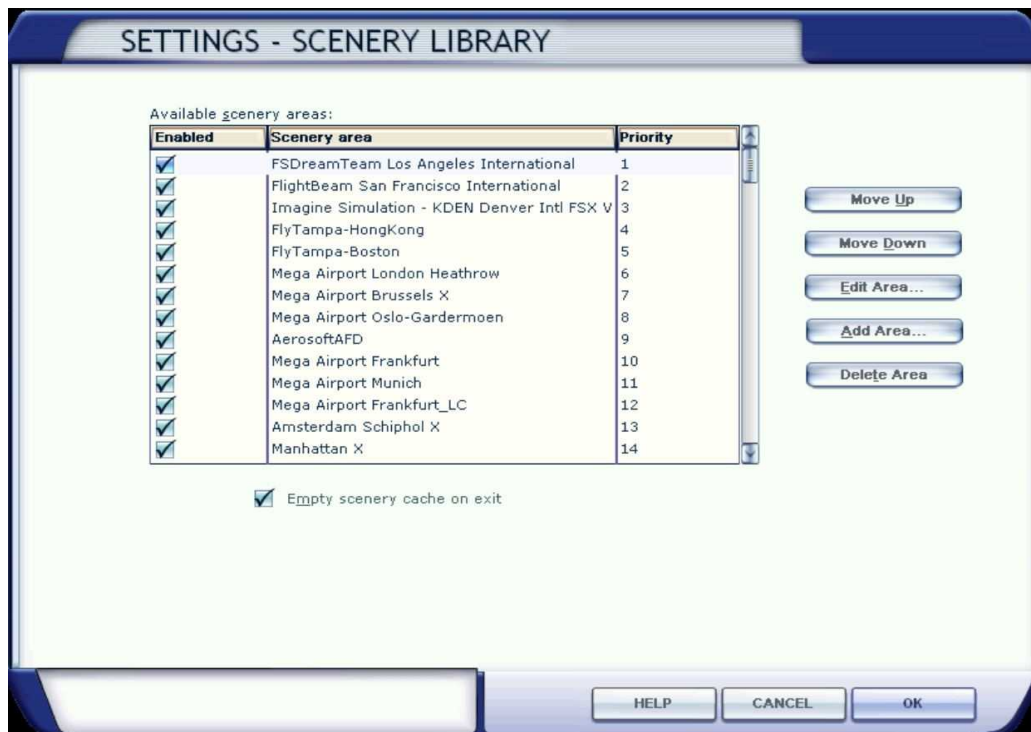 SETTINGS - SCENERY LIBRARY
Available scenery areas:
Enabled Scenery area Priority
FSDreamTeam Los Angeles International 1
FlightBeam San Francisco International 2
Imagine Simulation - KDEN Denver Intl FSX V 3
FlyTampa-HongKong 4
FlyTampa-Boston 5
Mega Airport London Heathrow 6
Mega Airport Brussels X 7
Mega Airport Oslo-Gardermoen 8
AerosoftAFD 9
Mega Airport Frankfurt 10
Mega Airport Munich 11
Mega Airport Frankfurt_LC 12
Amsterdam Schiphol X 13
Manhattan X 14
Move Up
Move Down
Edit Area...
Add Area...
Delete Area
Empty scenery cache on exit
HELP CANCEL OK